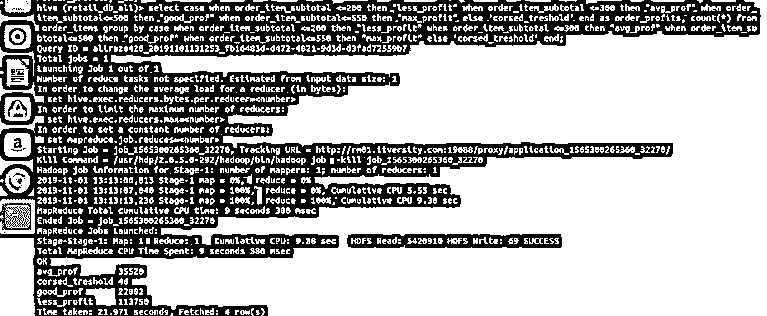 hive (retail_db_ali)> select case when order_item_subtotal <=200 then "less_profit" when order_item_subtotal <=300 then "avg_prof" when order_
item_subtotal<=500 then "good_prof" when order_item_subtotal<=550 then "max_profit" else 'corsed_treshold' end as order_profits, count(*) from
order_items group by case when order_item_subtotal <=200 then "less_profit" when order_item_subtotal <=300 then "avg_prof" when order_item_su
btotal<=500 then "good_prof" when order_item_subtotal<=550 then "max_profit" else 'corsed_treshold' end;
Query ID =
Total jobs = 1
Launching Job 1 out of 1
Number of reduce tasks not specified. Estimated from input data size: 1
In order to change the average load for a reducer (in bytes):
set hive.exec.reducers.bytes.per.reducer=<number>
In order to limit the maximum number of reducers:
set hive.exec.reducers.max=<number>
In order to set a constant number of reducers:
set mapreduce.job.reduces=<number>
Starting Job = job_1565300265360_32270, Tracking URL = http://rm01.itversity.com:19088/proxy/application_1565300265360_32270/
Kill Command = /usr/hdp/2.6.5.0-292/hadoop/bin/hadoop job -kill job_1565300265360_32270
Hadoop job information for Stage-1: number of mappers: 1; number of reducers: 1
2019-11-01 13:13:00,813 Stage-1 map = 0%, reduce = 0%
2019-11-01 13:13:07,040 Stage-1 map = 100%, reduce = 0%, Cumulative CPU 5.55 sec
2019-11-01 13:13:13,236 Stage-1 map = 100%, reduce = 100%, Cumulative CPU 9.38 sec
MapReduce Total cumulative CPU time: 9 seconds 380 msec
Ended Job = job_1565300265360_32270
MapReduce Jobs Launched:
Stage-Stage-1: Map: 1 Reduce: 1 Cumulative CPU: 9.38 sec HDFS Read: 5420910 HDFS Write: 69 SUCCESS
Total MapReduce CPU Time Spent: 9 seconds 380 msec
OK
avg_prof 35520
corsed_treshold 46
good_prof 22882
less_profit 113750
Time taken: 21.971 seconds, Fetched: 4 row(s)